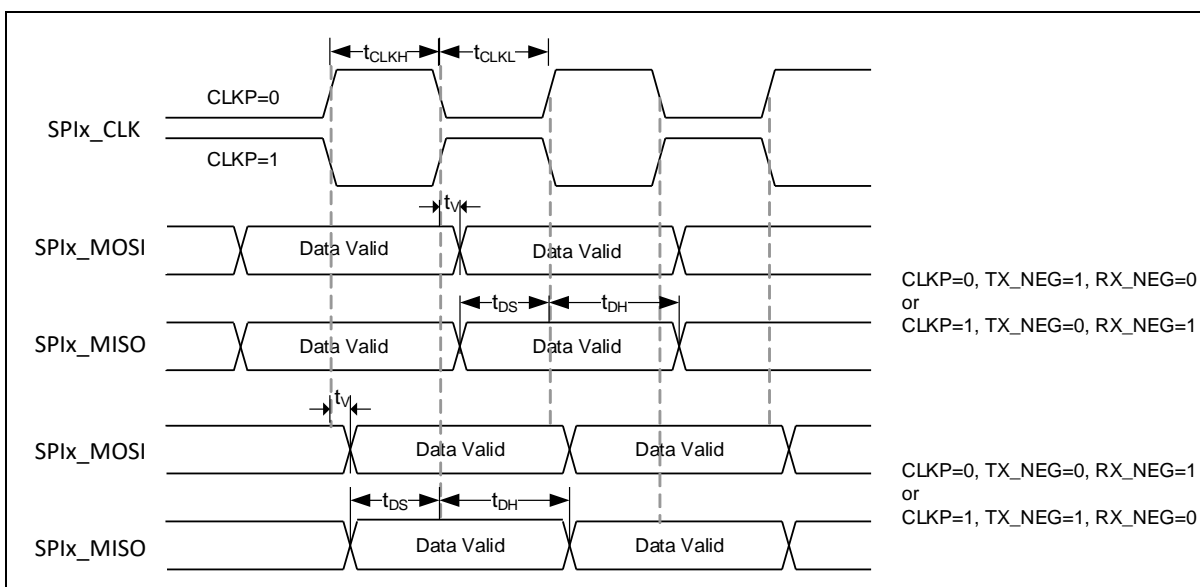 tCLKH
tCLKL
CLKP=0
SPIx_CLK
CLKP=1
tV
SPIx_MOSI
Data Valid
Data Valid
CLKP=0, TX_NEG=1, RX_NEG=0
or
CLKP=1, TX_NEG=0, RX_NEG=1
tDS
tDH
SPIx_MISO
Data Valid
Data Valid
tV
SPIx_MOSI
Data Valid
Data Valid
CLKP=0, TX_NEG=0, RX_NEG=1
or
CLKP=1, TX_NEG=1, RX_NEG=0
tDS
tDH
SPIx_MISO
Data Valid
Data Valid